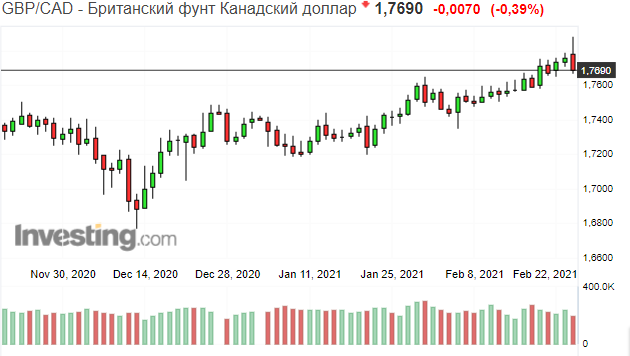 GBP/CAD - Британский фунт Канадский доллар 1,7690 -0,0070 (-0,39%)
1,7690
1,7600
1,7400
1,7200
1,7000
1,6800
Investing.com
1,6600
Nov 30, 2020 Dec 14, 2020 Dec 28, 2020 Jan 11, 2021 Jan 25, 2021 Feb 8, 2021 Feb 22, 2021
400.0K
0